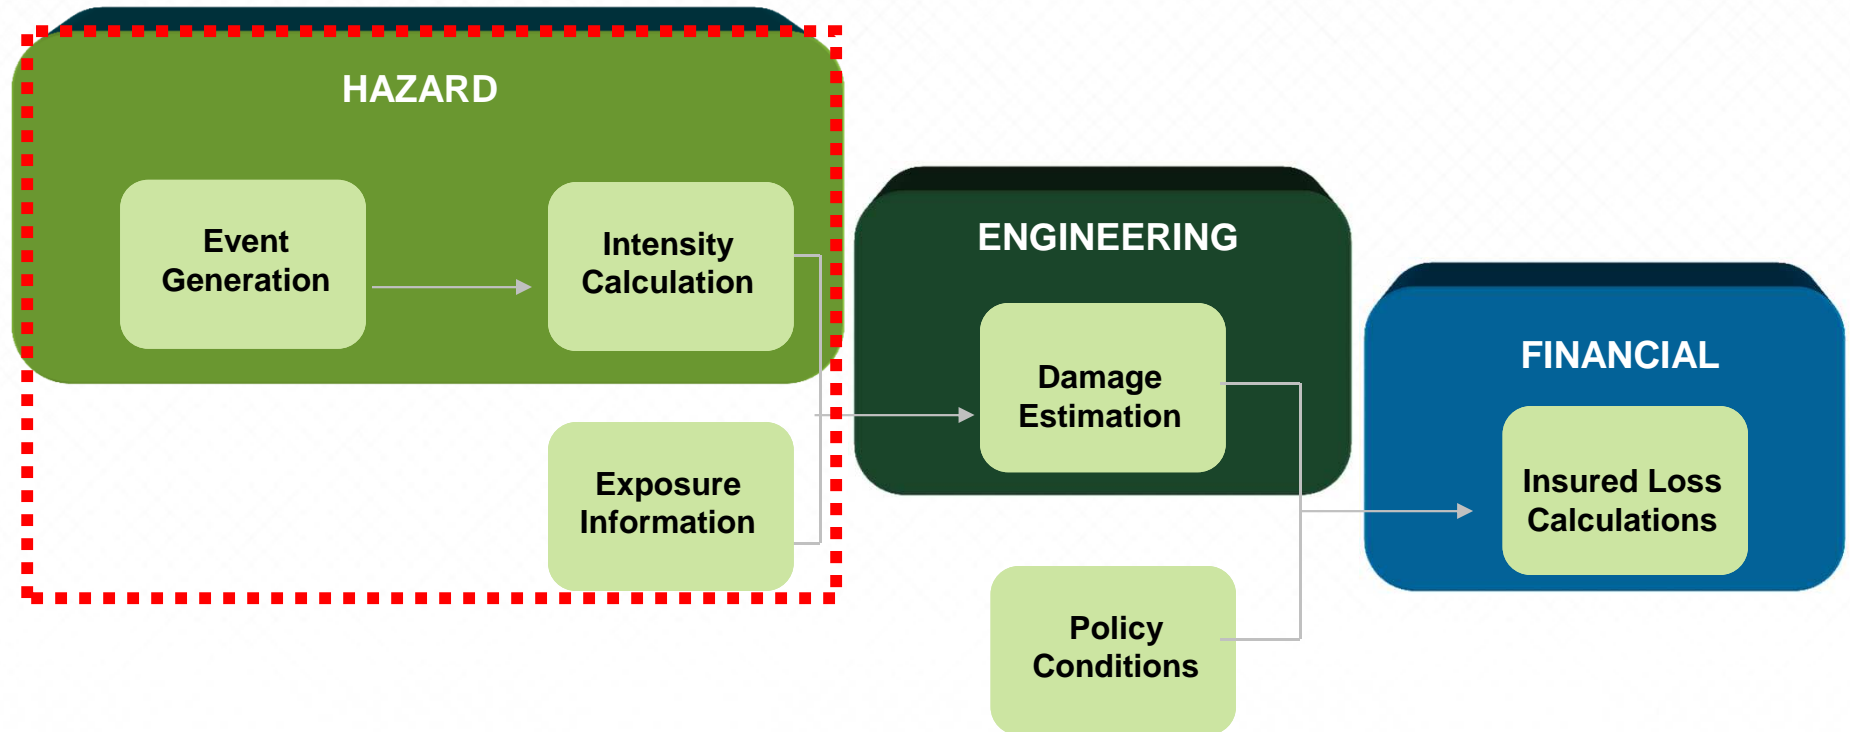 HAZARD
Event
Generation
Intensity
Calculation
Exposure
Information
ENGINEERING
Damage
Estimation
Policy
Conditions
FINANCIAL
Insured Loss
Calculations